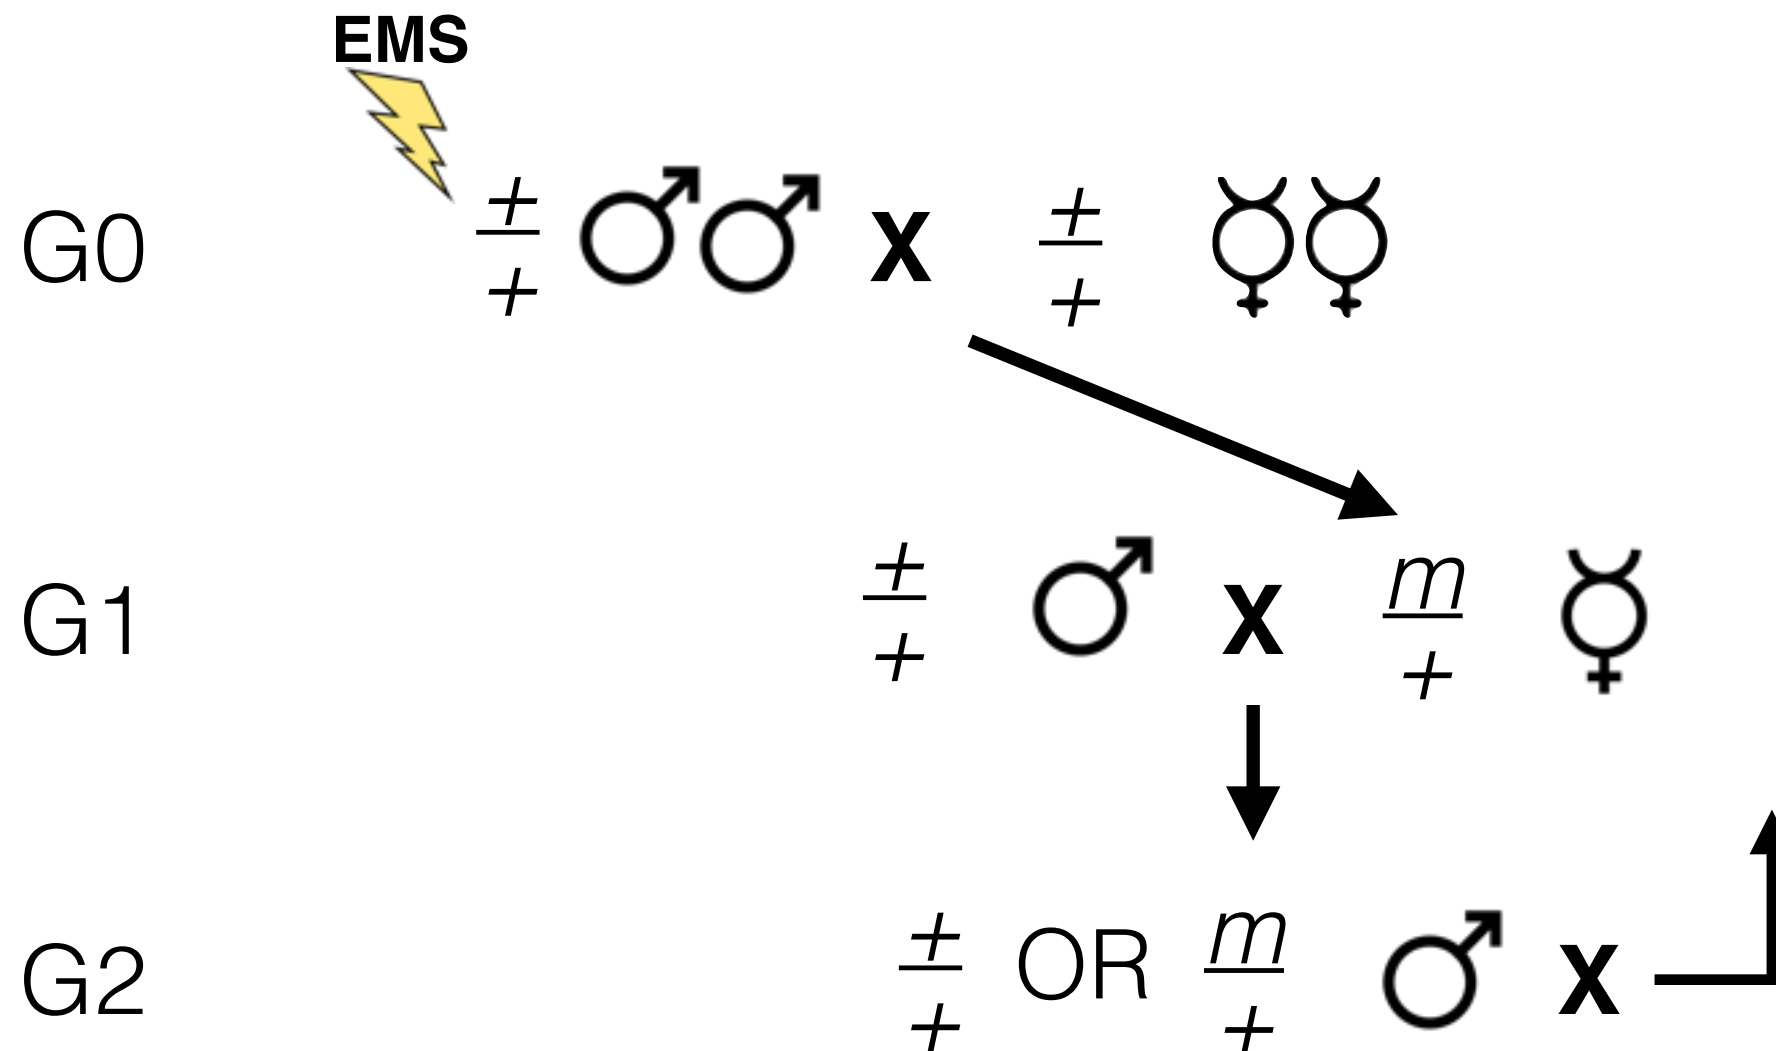 EMS
G0 +/+ ♂♂ x +/+ ☿☿
G1 +/+ ♂ x m/+ ☿
G2 +/+ OR m/+ ♂ x